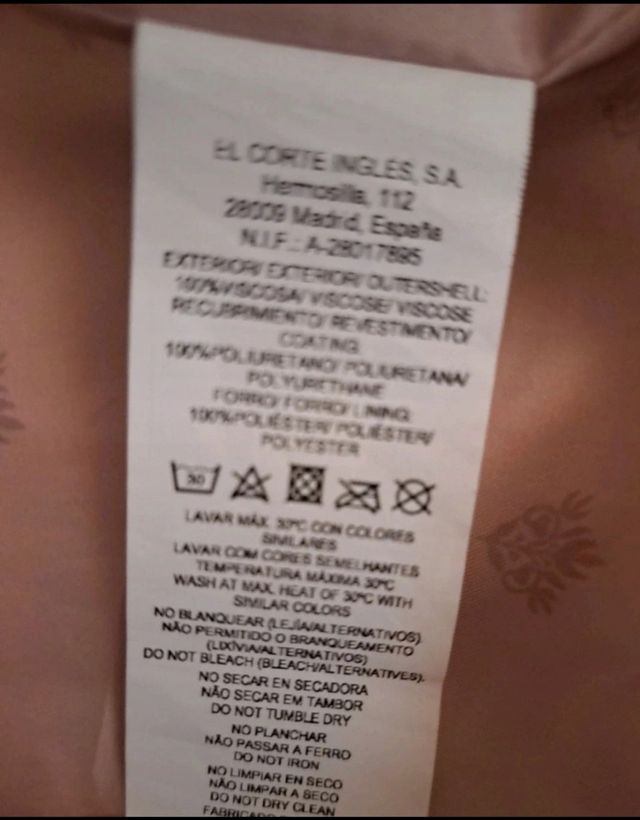 EL CORTE INGLES, S.A.
Hermosilla, 112
28009 Madrid, España
N.I.F.: A-28017895
EXTERIOR/ EXTERIOR/ OUTERSHELL:
100%VISCOSA/ VISCOSE/ VISCOSE
RECUBRIMIENTO/ REVESTIMENTO/
COATING
100%POLIURETANO/ POLIURETANA/
POLYURETHANE
FORRO/ FORRO/ LINING
100%POLIÉSTER/ POLIÉSTER/
POLYESTER
30
LAVAR MÁX. 30ºC CON COLORES
SIMILARES
LAVAR COM CORES SEMELHANTES
TEMPERATURA MÁXIMA 30ºC
WASH AT MAX. HEAT OF 30ºC WITH
SIMILAR COLORS
NO BLANQUEAR (LEJÍA/ALTERNATIVOS)
NÃO PERMITIDO O BRANQUEAMENTO
(LIXÍVIA/ALTERNATIVOS)
DO NOT BLEACH (BLEACH/ALTERNATIVES).
NO SECAR EN SECADORA
NÃO SECAR EM TAMBOR
DO NOT TUMBLE DRY
NO PLANCHAR
NÃO PASSAR A FERRO
DO NOT IRON
NO LIMPIAR EN SECO
NÃO LIMPAR A SECO
DO NOT DRY CLEAN